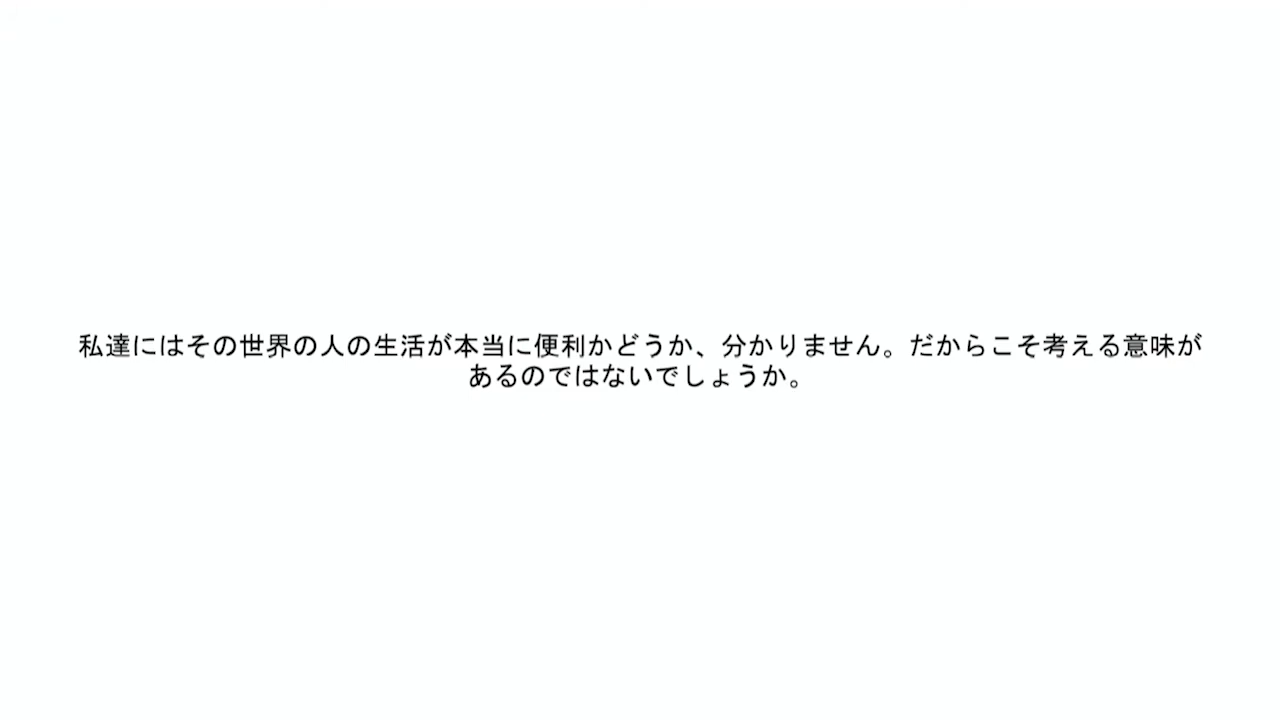 私達にはその世界の人の生活が本当に便利かどうか、分かりません。だからこそ考える意味が
あるのではないでしょうか。